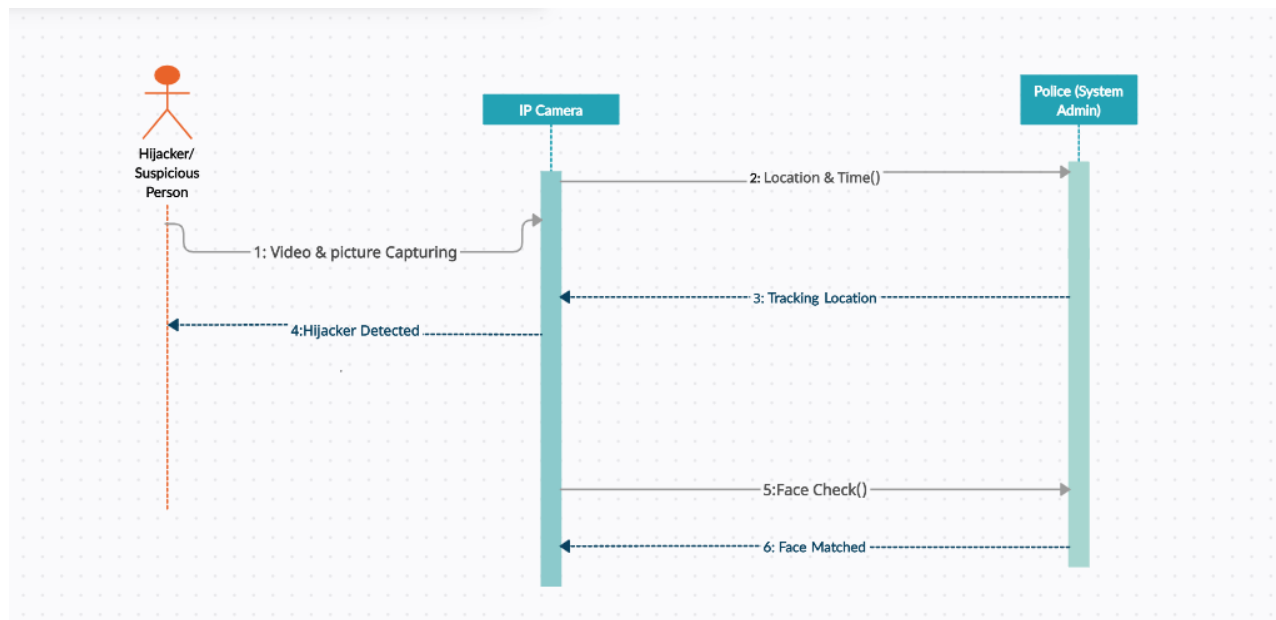 Police (System
Admin)
IP Camera
Hijacker/
Suspicious
Person
2: Location & Time()
1: Video & picture Capturing
3: Tracking Location
4:Hijacker Detected
5:Face Check()
6: Face Matched